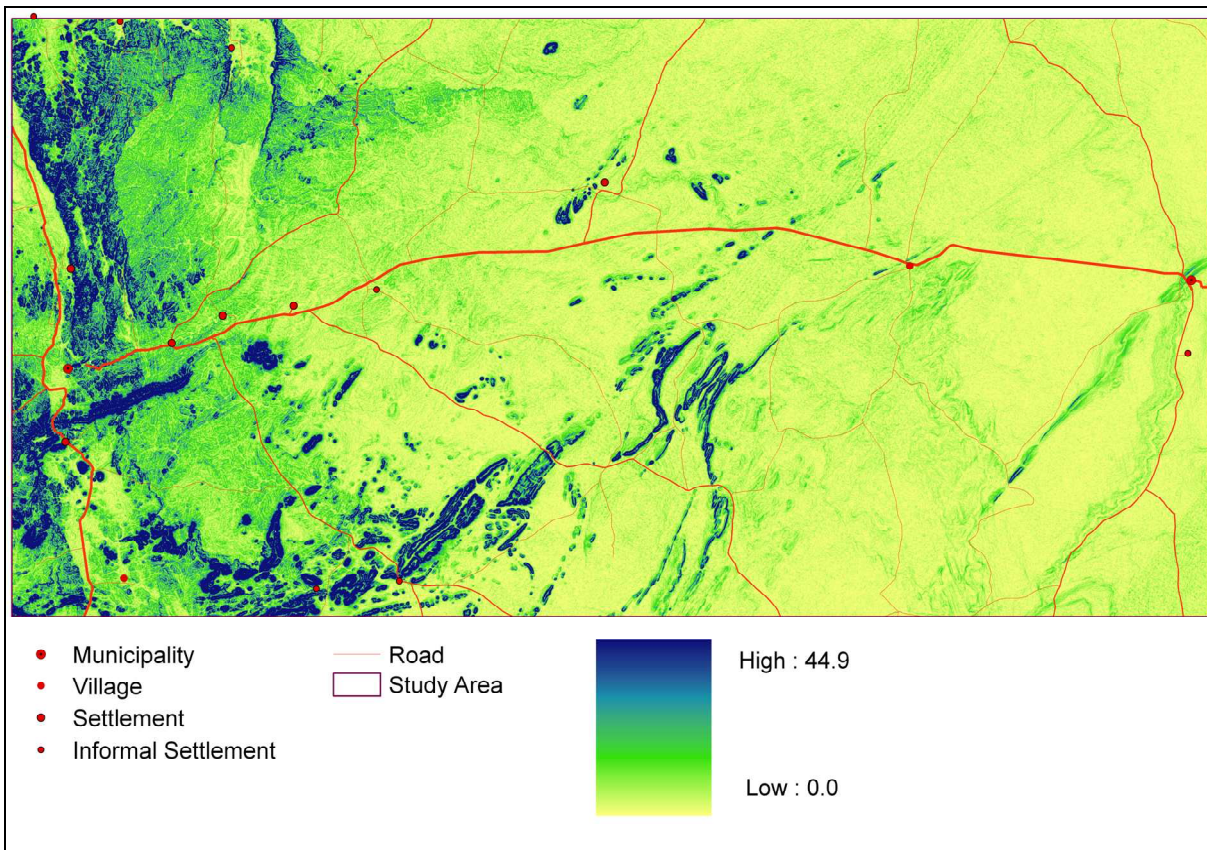 Municipality
Village
Settlement
Informal Settlement
Road
Study Area
High : 44.9
Low : 0.0